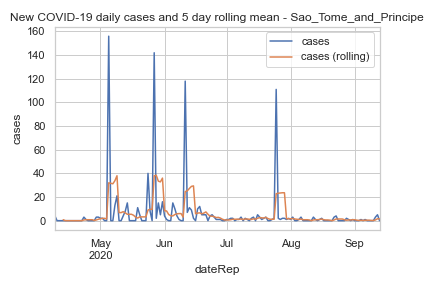 New COVID-19 daily cases and 5 day rolling mean - Sao_Tome_and_Principe
160
140
120
100
80
60
40
20
0
cases
cases
cases (rolling)
May
2020
Jun
Jul
Aug
Sep
dateRep